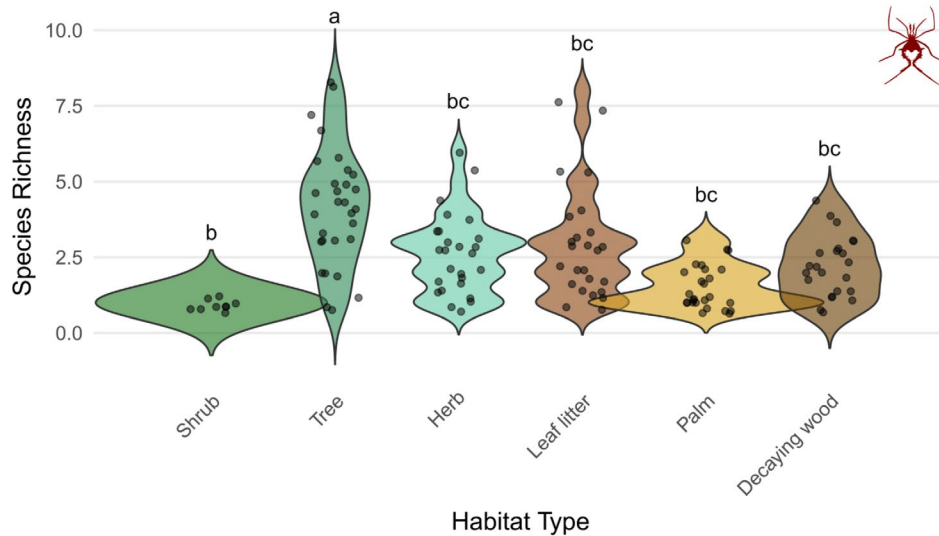 a
10.0
bc
7.5
bc
bc
5.0
bc
2.5
b
0.0
Species Richness
Shrub
Tree
Herb
Leaf litter
Palm
Decaying wood
Habitat Type